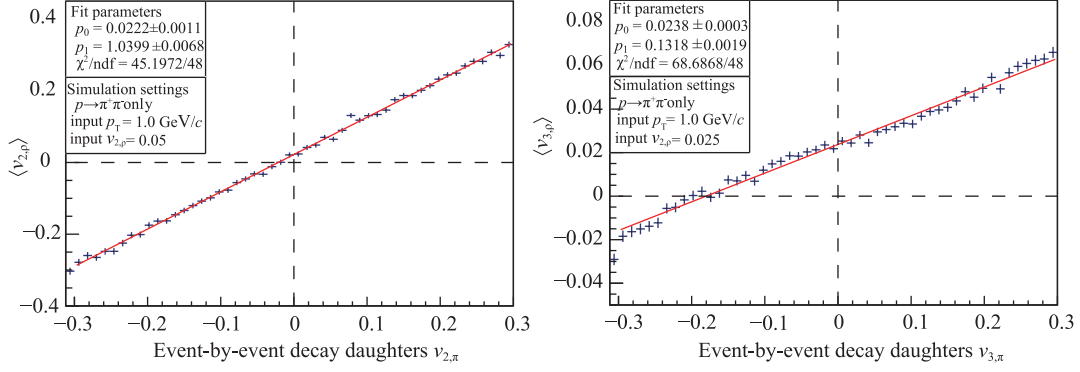 0.4
0.2
0
−0.2
−0.4
⟨v2,ρ⟩
Fit parameters
p0 = 0.0222±0.0011
p1 = 1.0399±0.0068
χ2/ndf = 45.1972/48
Simulation settings
p→π+π-only
input pT = 1.0 GeV/c
input v2,ρ= 0.05
−0.3 −0.2 −0.1 0 0.1 0.2 0.3
Event-by-event decay daughters v2,π
0.08
0.06
0.04
0.02
0
−0.02
−0.04
⟨v3,ρ⟩
Fit parameters
p0 = 0.0238 ±0.0003
p1 = 0.1318 ±0.0019
χ2/ndf = 68.6868/48
Simulation settings
p→π+π-only
input pT = 1.0 GeV/c
input v2,ρ= 0.025
−0.3 −0.2 −0.1 0 0.1 0.2 0.3
Event-by-event decay daughters v3,π